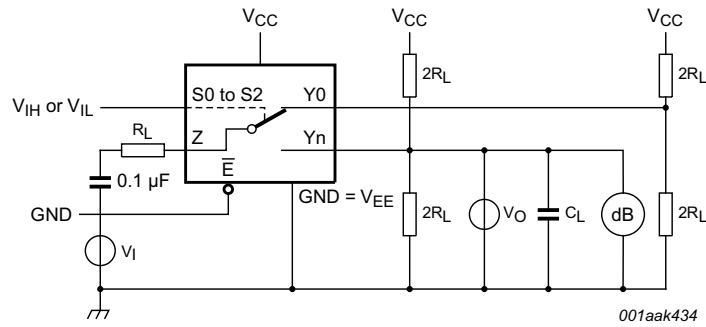 VCC VCC VCC
2RL 2RL
S0 to S2 Y0
VIH or VIL
RL Z Yn
E̅
0.1 µF
GND = VEE
GND
2RL VO CL dB 2RL
VI
001aak434